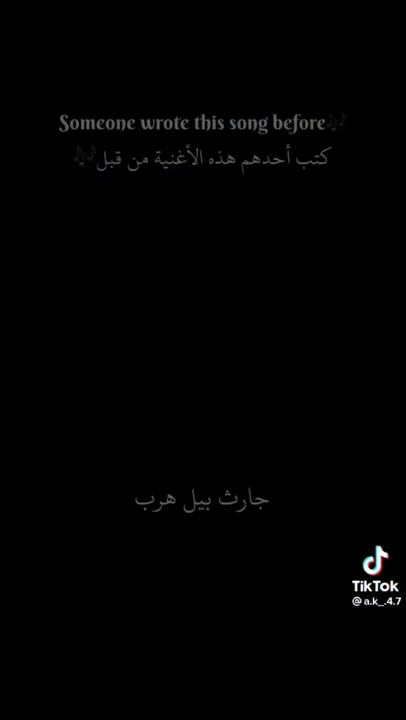 Someone wrote this song before🎶
كتب أحدهم هذه الأغنية من قبل🎶
جارث بيل هرب
TikTok
@a.k_.4.7